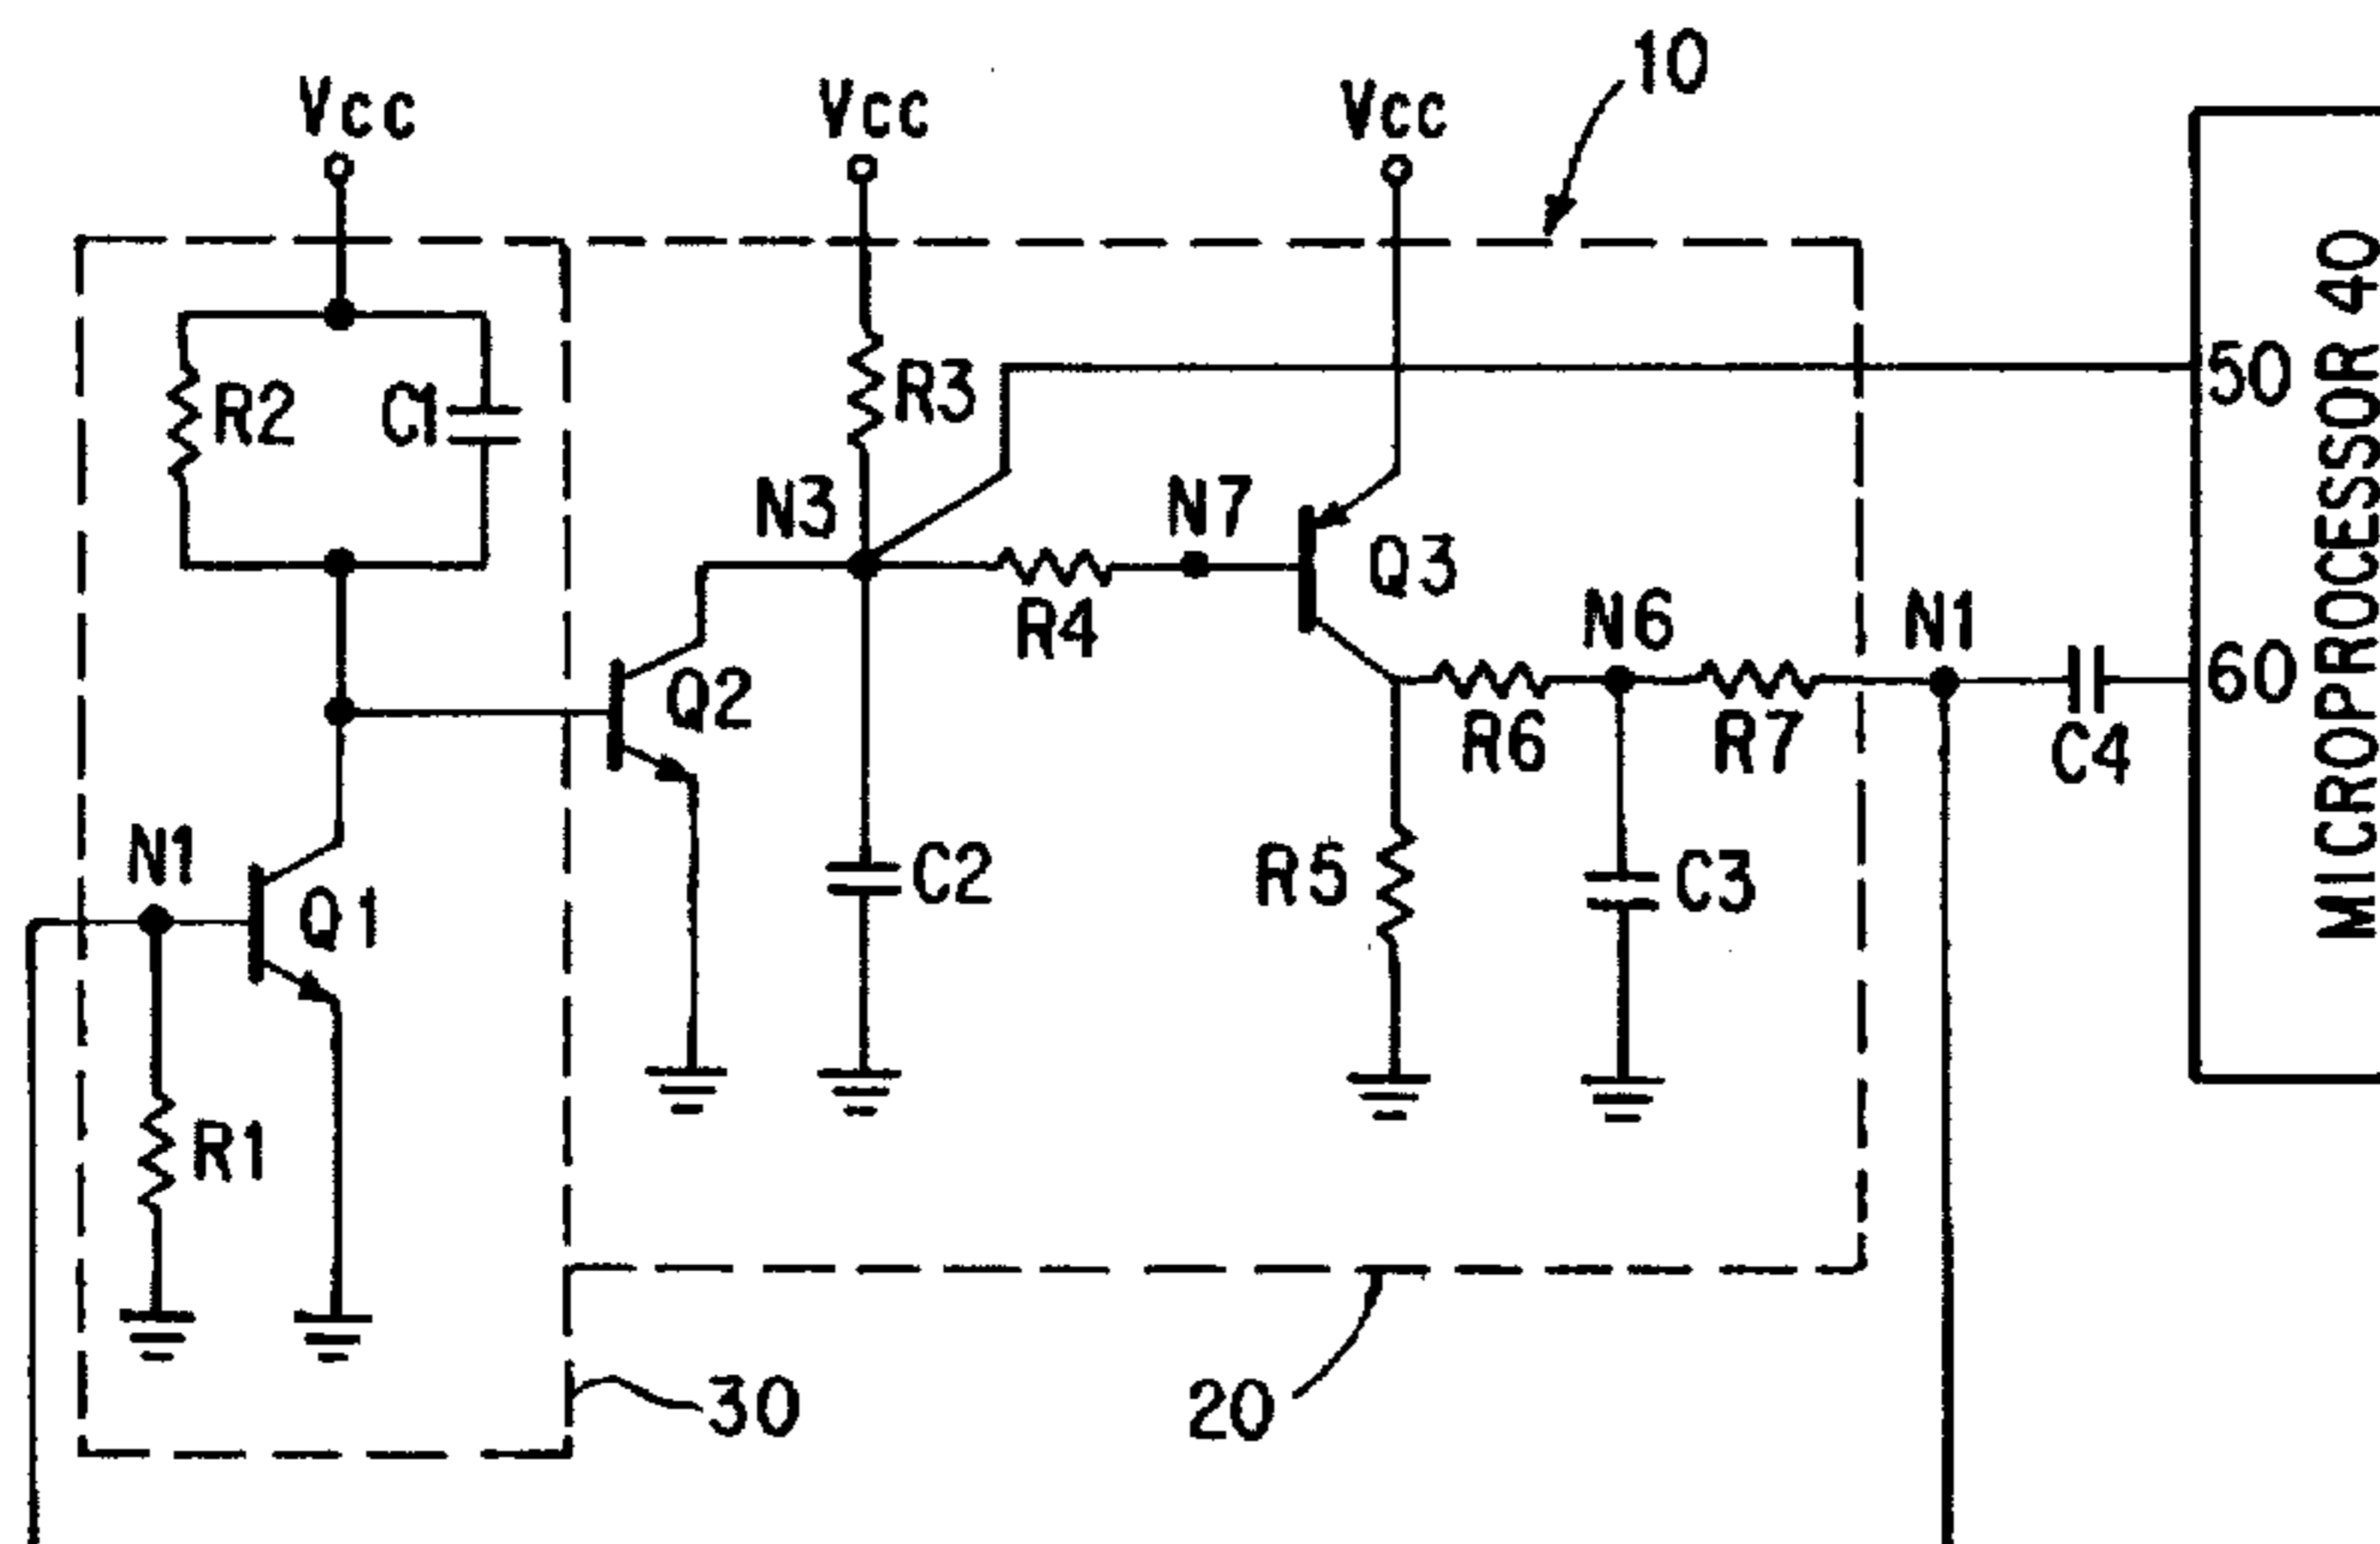 10
Vcc
Vcc
Vcc
R2
C1
R3
50
N3
N7
Q3
R4
N6
N1
60
Q2
R6
R7
C4
N1
Q1
C2
R5
C3
R1
30
20
MICROPROCESSOR 40